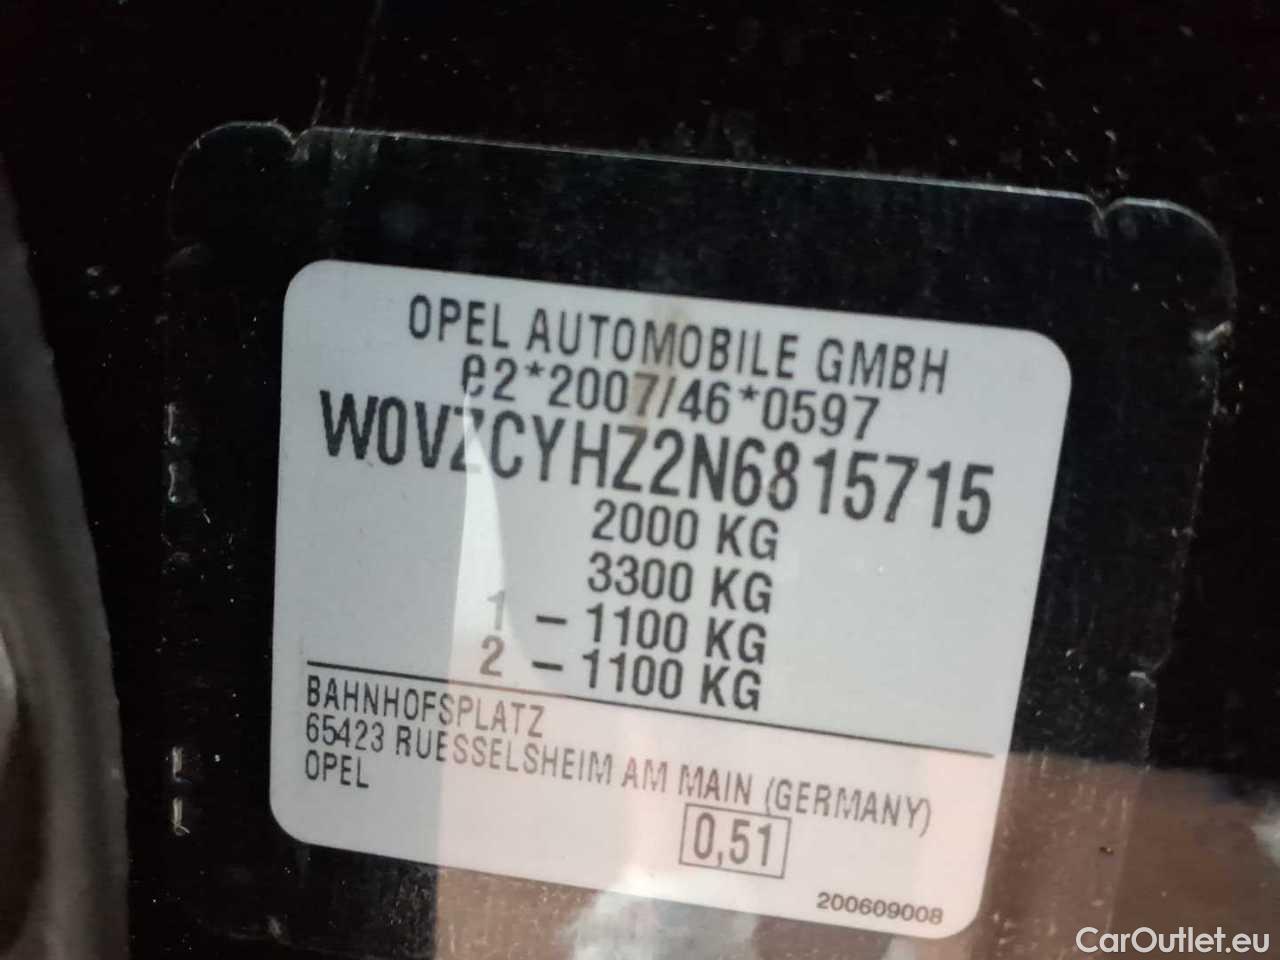 OPEL AUTOMOBILE GMBH
e2*2007/46*0597
W0VZCYHZ2N6815715
2000 KG
3300 KG
1 - 1100 KG
2 - 1100 KG
BAHNHOFSPLATZ
65423 RUESSELSHEIM AM MAIN (GERMANY)
OPEL
0,51
200609008
CarOutlet.eu